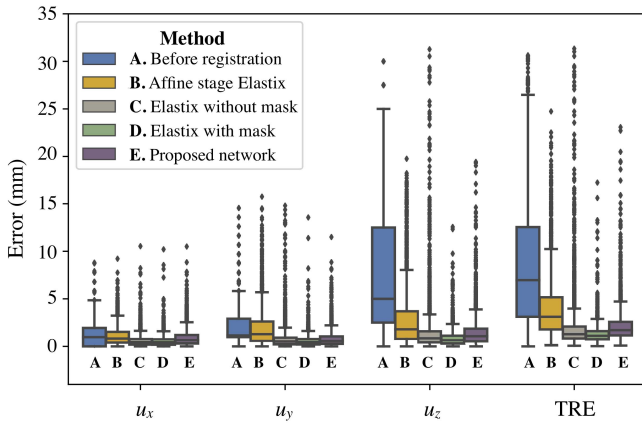 Error (mm)
35
30
25
20
15
10
5
0
Method
A. Before registration
B. Affine stage Elastix
C. Elastix without mask
D. Elastix with mask
E. Proposed network
A B C D E A B C D E A B C D E A B C D E
u_x u_y u_z TRE